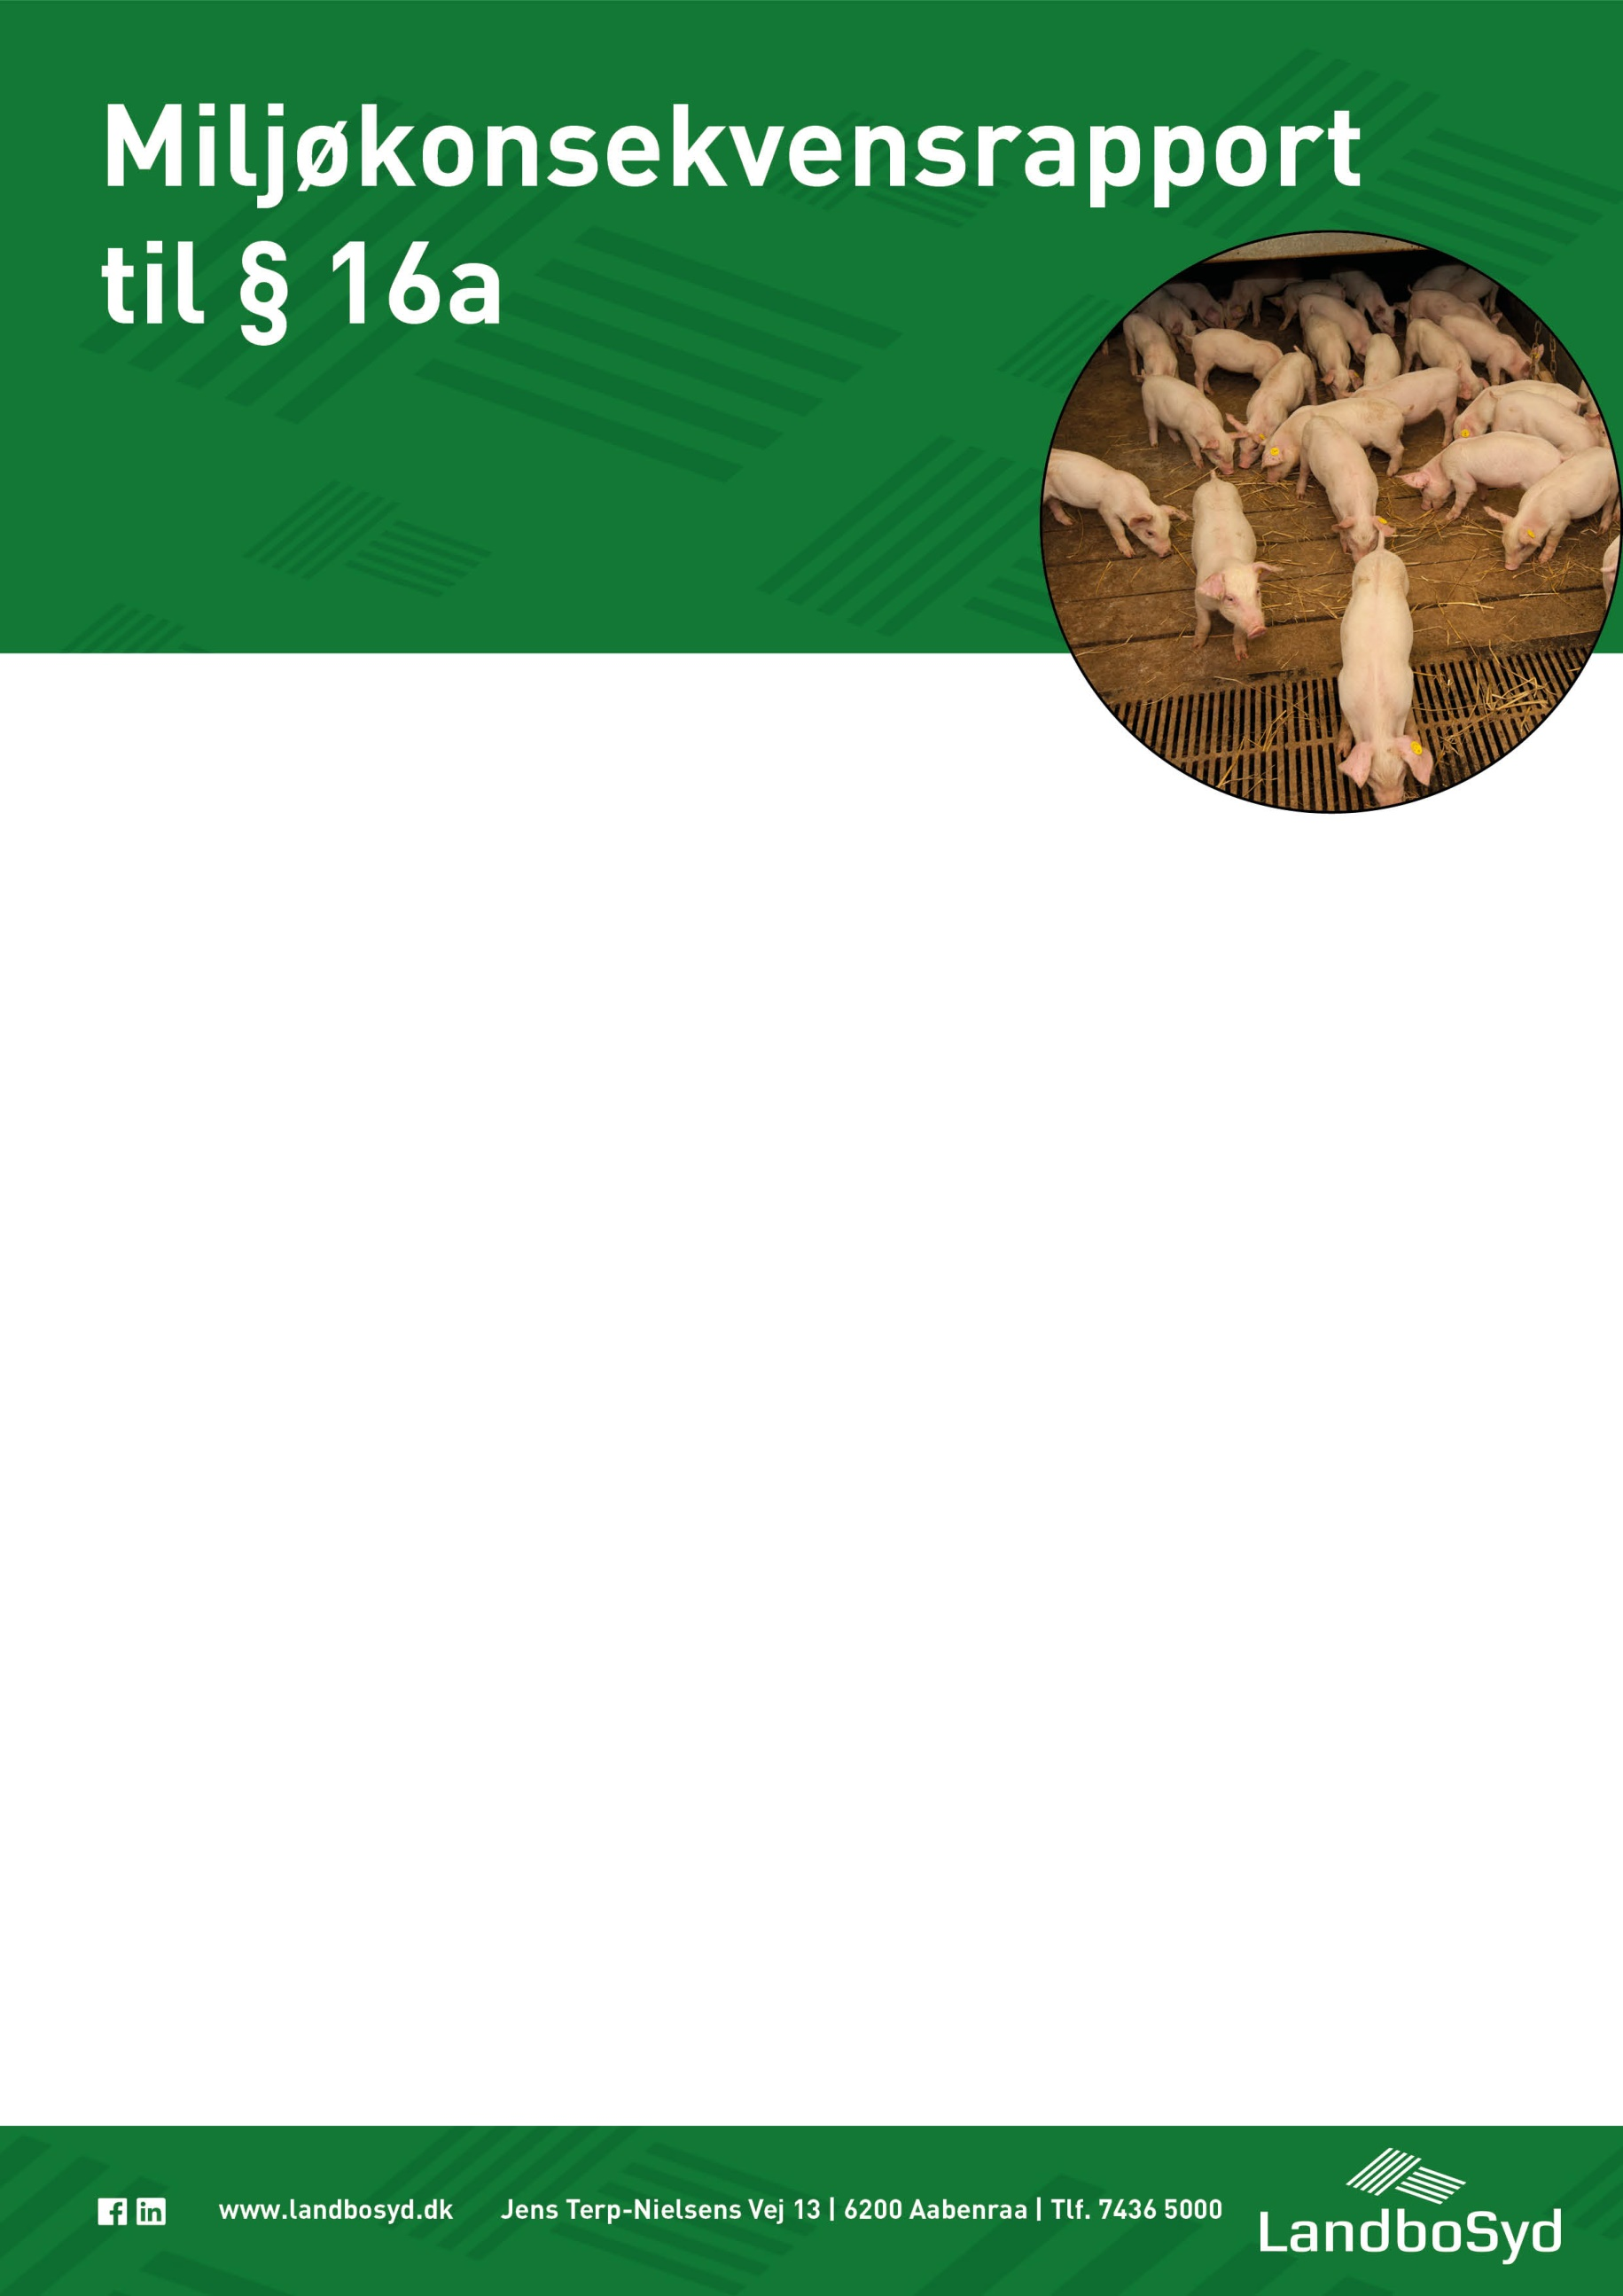 Miljøkonsekvensrapport
til § 16a
www.landbosyd.dk Jens Terp-Nielsens Vej 13 | 6200 Aabenraa | Tlf. 7436 5000
LandboSyd